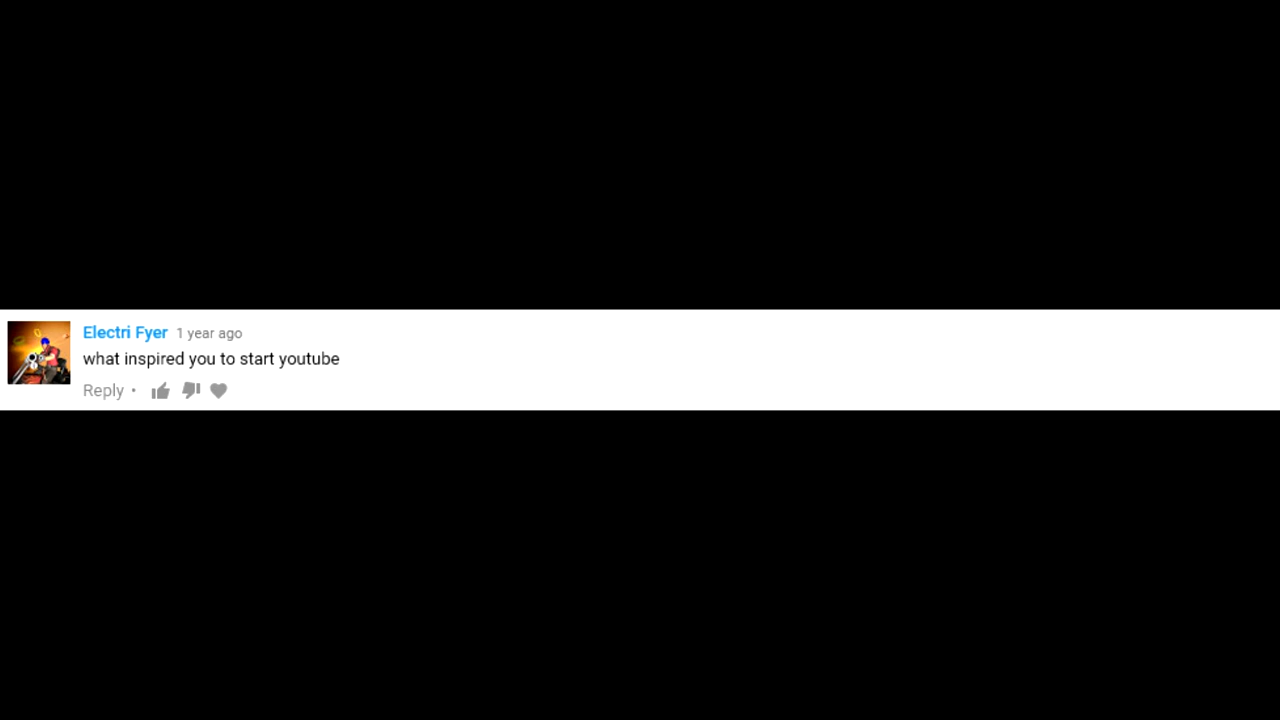 Electri Fyer 1 year ago
what inspired you to start youtube
Reply •